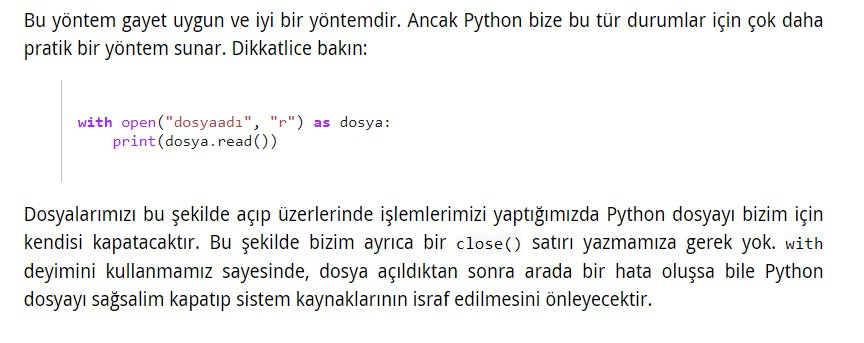 Bu yöntem gayet uygun ve iyi bir yöntemdir. Ancak Python bize bu tür durumlar için çok daha
pratik bir yöntem sunar. Dikkatlice bakın:
with open("dosyaadı", "r") as dosya:
    print(dosya.read())
Dosyalarımızı bu şekilde açıp üzerlerinde işlemlerimizi yaptığımızda Python dosyayı bizim için
kendisi kapatacaktır. Bu şekilde bizim ayrıca bir close() satırı yazmamıza gerek yok. with
deyimini kullanmamız sayesinde, dosya açıldıktan sonra arada bir hata oluşsa bile Python
dosyayı sağsalim kapatıp sistem kaynaklarının israf edilmesini önleyecektir.